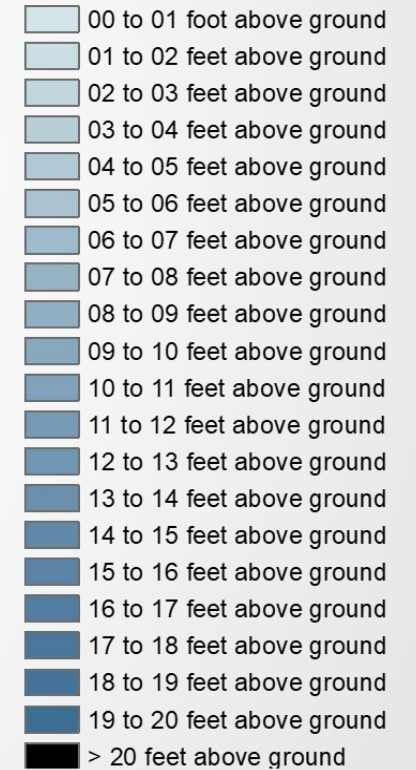 00 to 01 foot above ground
01 to 02 feet above ground
02 to 03 feet above ground
03 to 04 feet above ground
04 to 05 feet above ground
05 to 06 feet above ground
06 to 07 feet above ground
07 to 08 feet above ground
08 to 09 feet above ground
09 to 10 feet above ground
10 to 11 feet above ground
11 to 12 feet above ground
12 to 13 feet above ground
13 to 14 feet above ground
14 to 15 feet above ground
15 to 16 feet above ground
16 to 17 feet above ground
17 to 18 feet above ground
18 to 19 feet above ground
19 to 20 feet above ground
> 20 feet above ground